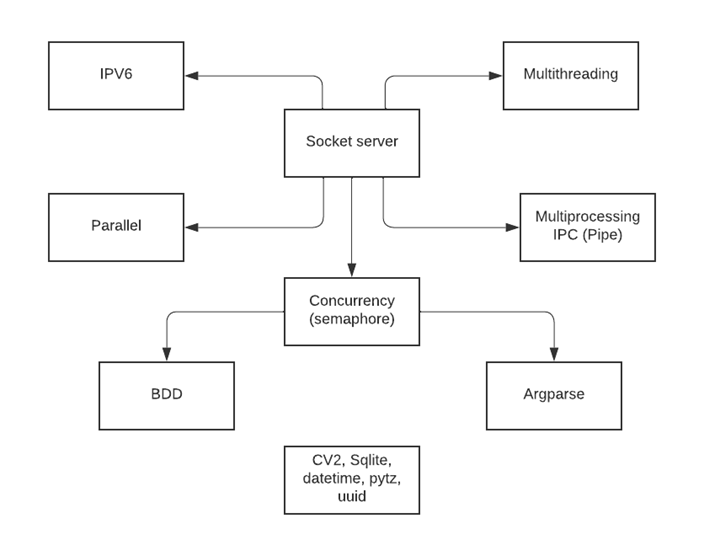 IPV6
Multithreading
Socket server
Parallel
Multiprocessing
IPC (Pipe)
Concurrency
(semaphore)
BDD
Argparse
CV2, Sqlite,
datetime, pytz,
uuid